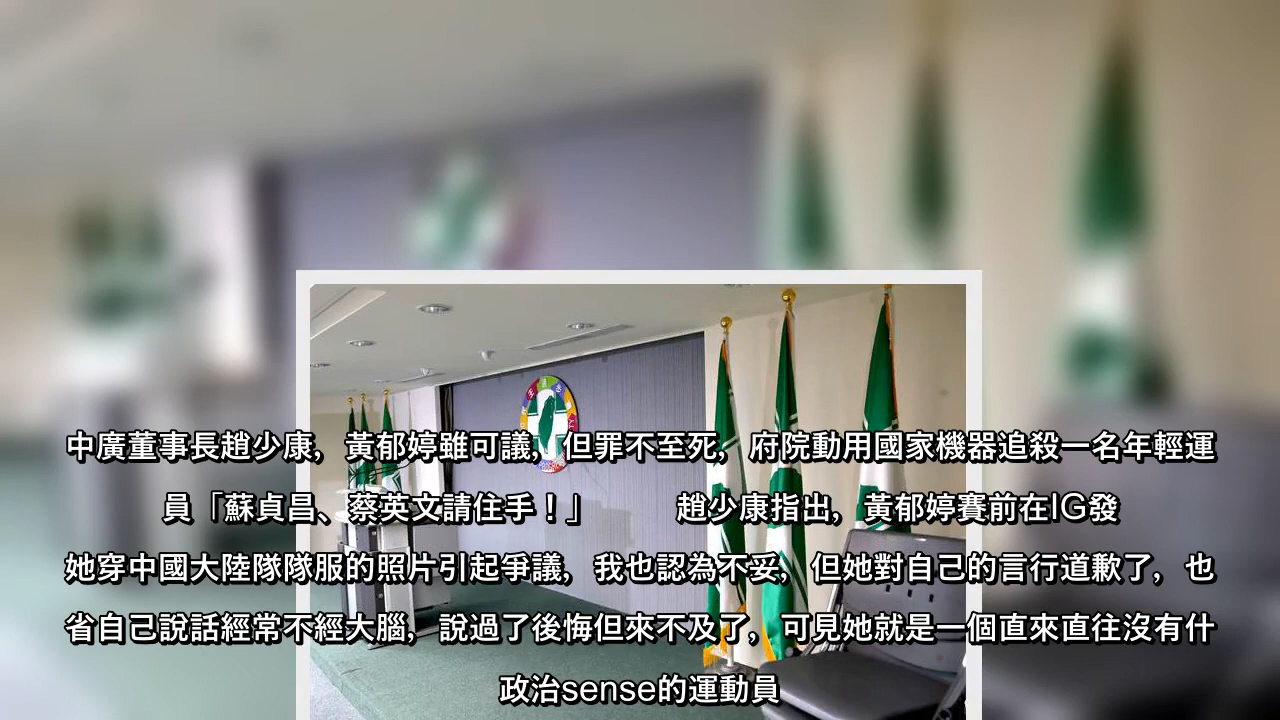 中廣董事長趙少康，黃郁婷雖可議，但罪不至死，府院動用國家機器追殺一名年輕運
員「蘇貞昌、蔡英文請住手！」 趙少康指出，黃郁婷賽前在IG發
她穿中國大陸隊隊服的照片引起爭議，我也認為不妥，但她對自己的言行道歉了，也
省自己說話經常不經大腦，說過了後悔但來不及了，可見她就是一個直來直往沒有什
政治sense的運動員